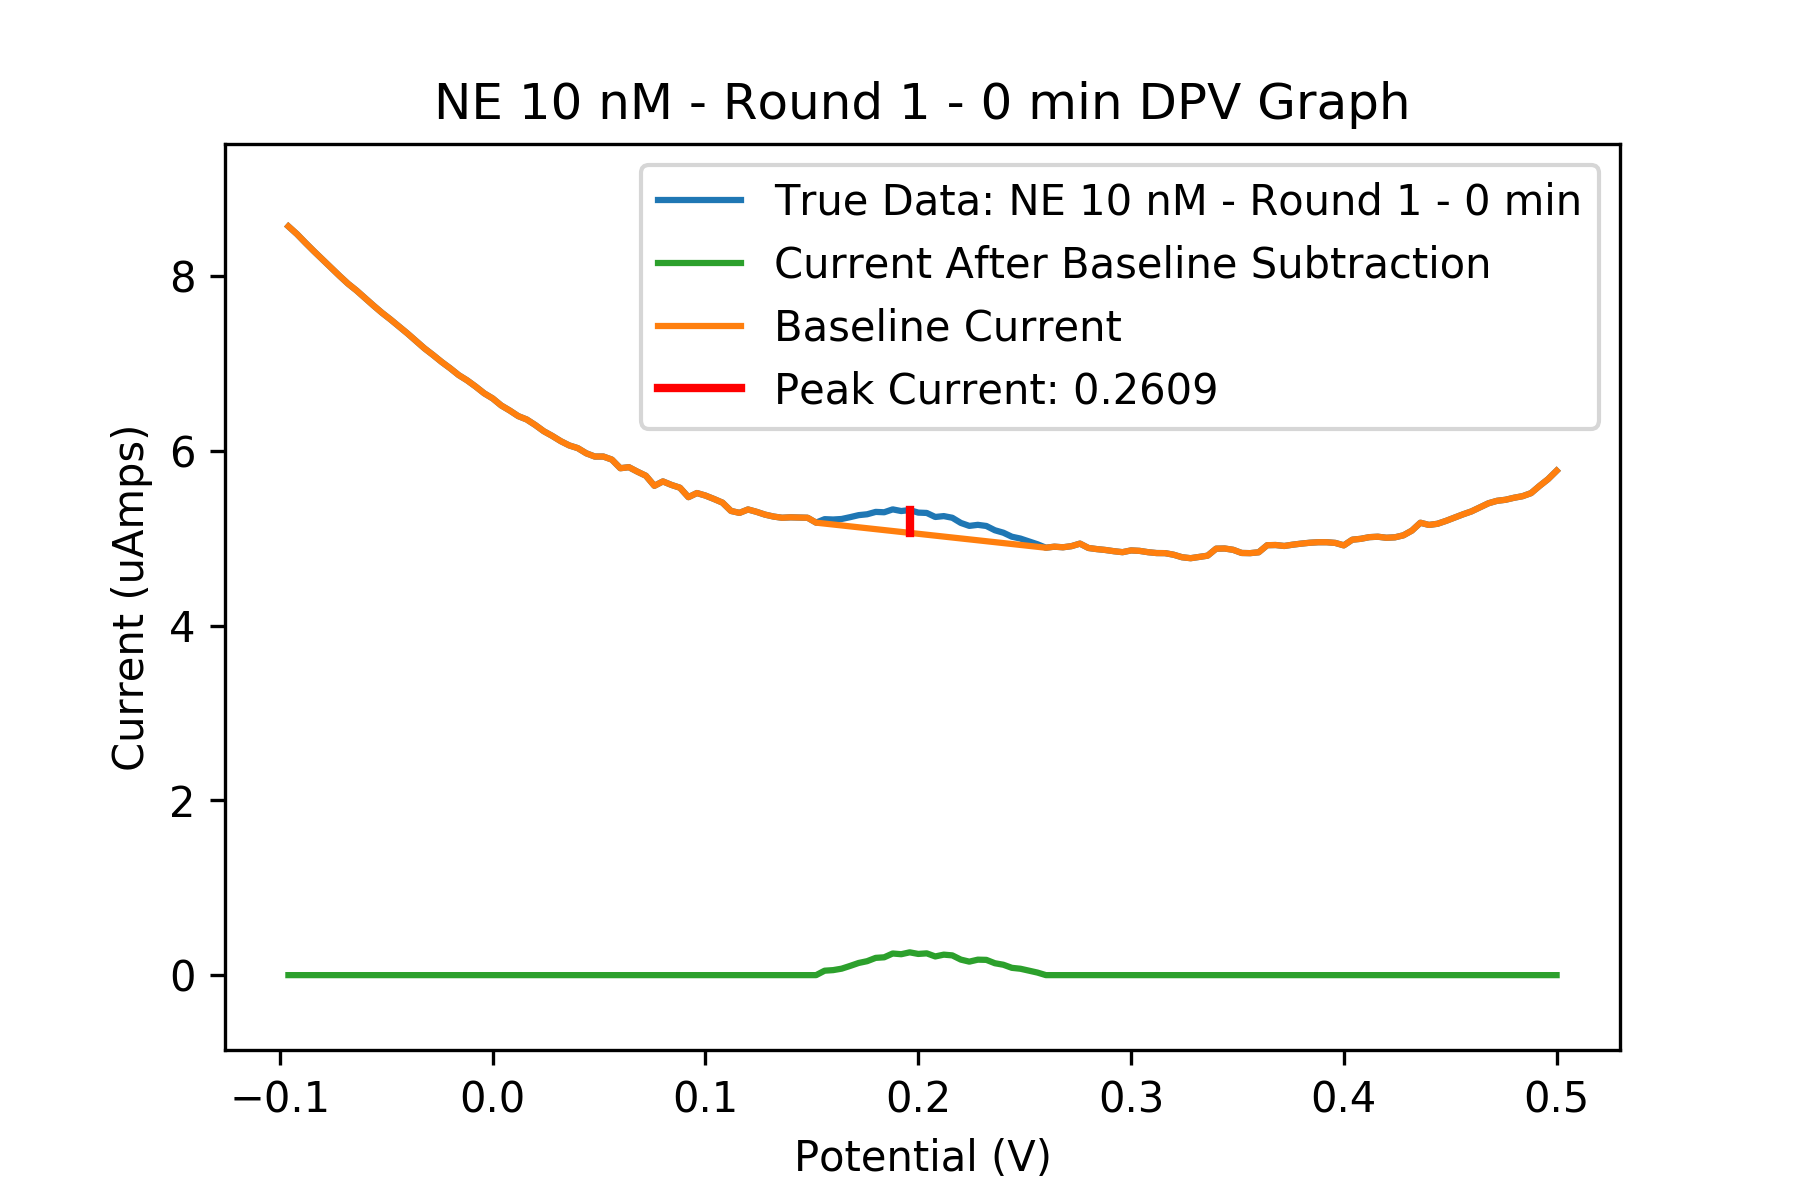 NE 10 nM - Round 1 - 0 min DPV Graph
True Data: NE 10 nM - Round 1 - 0 min
Current After Baseline Subtraction
Baseline Current
Peak Current: 0.2609
Current (uAmps)
8
6
4
2
0
−0.1 0.0 0.1 0.2 0.3 0.4 0.5
Potential (V)